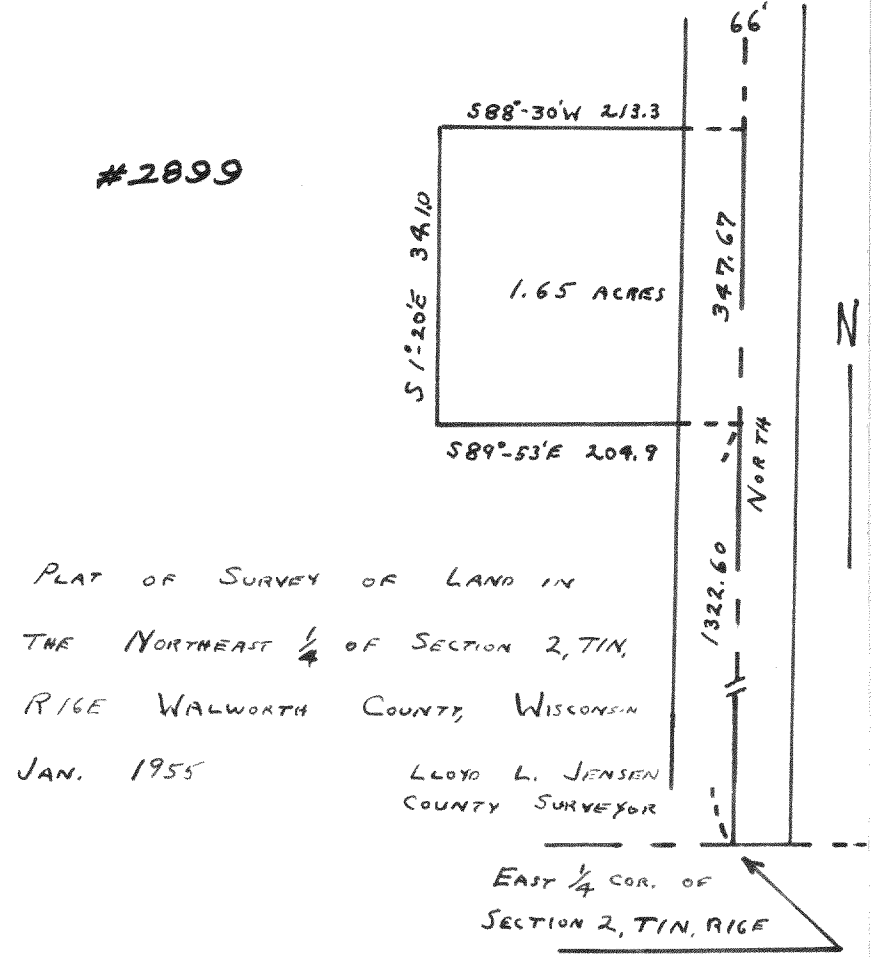 66'
S88°-30'W 213.3
#2899
S 1°-20'E 341.0
1.65 ACRES
347.67
N
S89°-53'E 204.9
NORTH
1322.60
PLAT OF SURVEY OF LAND IN
THE NORTHEAST 1/4 OF SECTION 2, T1N,
R16E WALWORTH COUNTY, WISCONSIN
JAN. 1955
LLOYD L. JENSEN
COUNTY SURVEYOR
EAST 1/4 COR. OF
SECTION 2, T1N, R16E